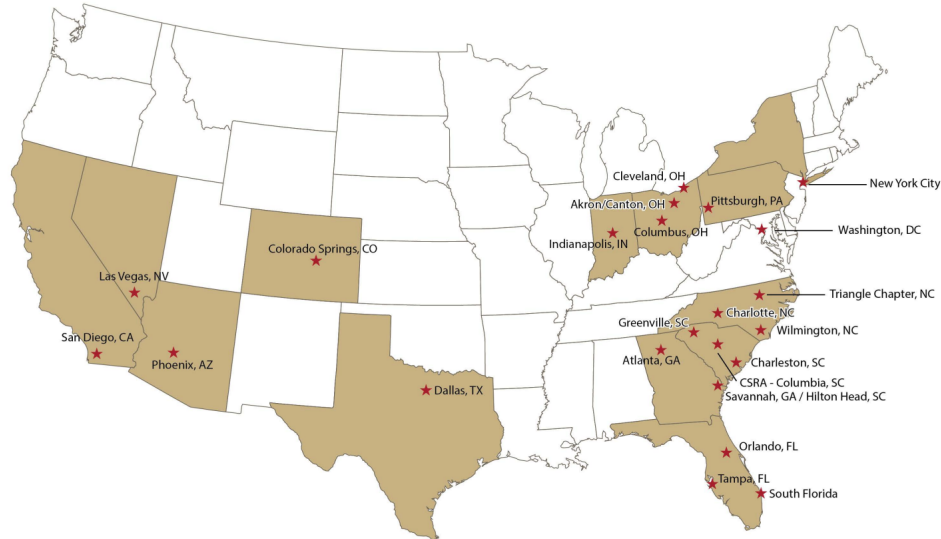 Cleveland, OH
New York City
Akron/Canton, OH
Pittsburgh, PA
Columbus, OH
Washington, DC
Indianapolis, IN
Colorado Springs, CO
Las Vegas, NV
Triangle Chapter, NC
Charlotte, NC
Greenville, SC
Wilmington, NC
San Diego, CA
Phoenix, AZ
Atlanta, GA
Charleston, SC
CSRA - Columbia, SC
Dallas, TX
Savannah, GA / Hilton Head, SC
Orlando, FL
Tampa, FL
South Florida